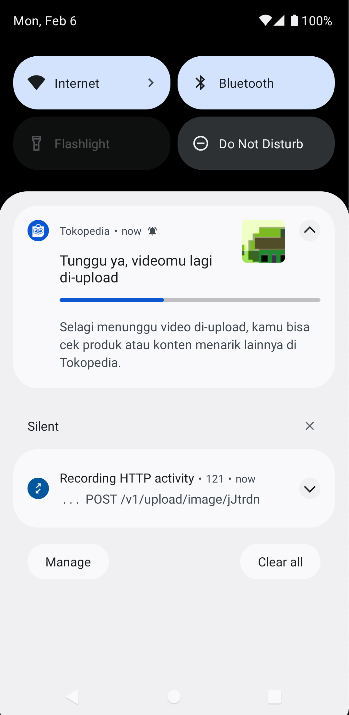 Mon, Feb 6
100%
Internet
Bluetooth
Flashlight
Do Not Disturb
Tokopedia • now
Tunggu ya, videomu lagi
di-upload
Selagi menunggu video di-upload, kamu bisa
cek produk atau konten menarik lainnya di
Tokopedia.
Silent
Recording HTTP activity • 121 • now
... POST /v1/upload/image/jJtrdn
Manage
Clear all